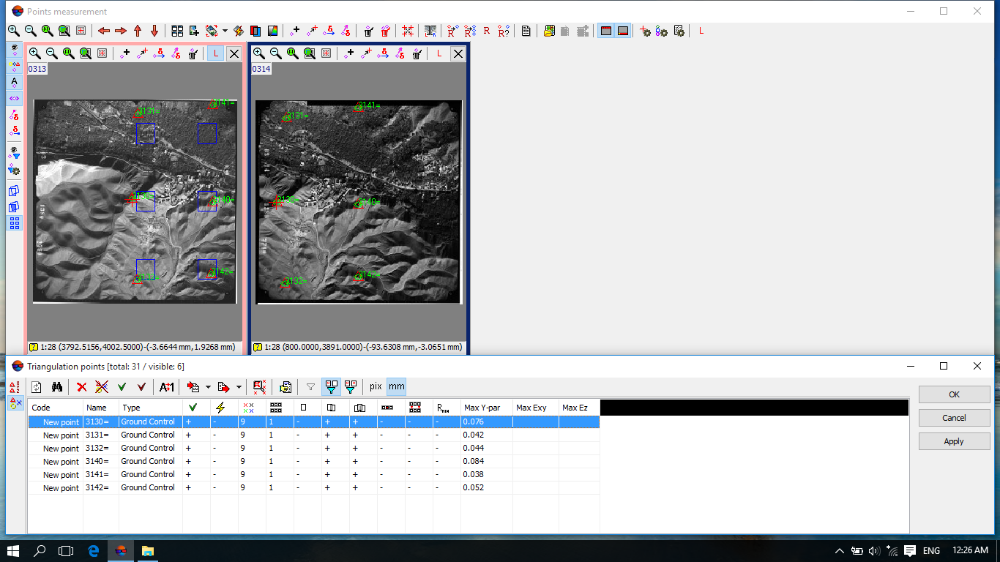 Points measurement
R R R R?
L
A
L
L
0313
0314
3131=
3141=
3140=
3132=
3142=
3131=
3141=
3130=
3140=
3132=
3142=
1:28 (3792.5156,4002.5000)-(-3.6644 mm,1.9268 mm)
1:28 (800.0000,3891.0000)-(-93.6308 mm,-3.0651 mm)
Triangulation points [total: 31 / visible: 6]
A↕1
pix mm
Code Name Type RMIN Max Y-par Max Exy Max Ez
New point 3130= Ground Control + - 9 1 - + + - - - 0.076
New point 3131= Ground Control + - 9 1 - + + - - - 0.042
New point 3132= Ground Control + - 9 1 - + + - - - 0.044
New point 3140= Ground Control + - 9 1 - + + - - - 0.084
New point 3141= Ground Control + - 9 1 - + + - - - 0.038
New point 3142= Ground Control + - 9 1 - + + - - - 0.052
OK
Cancel
Apply
ENG 12:26 AM